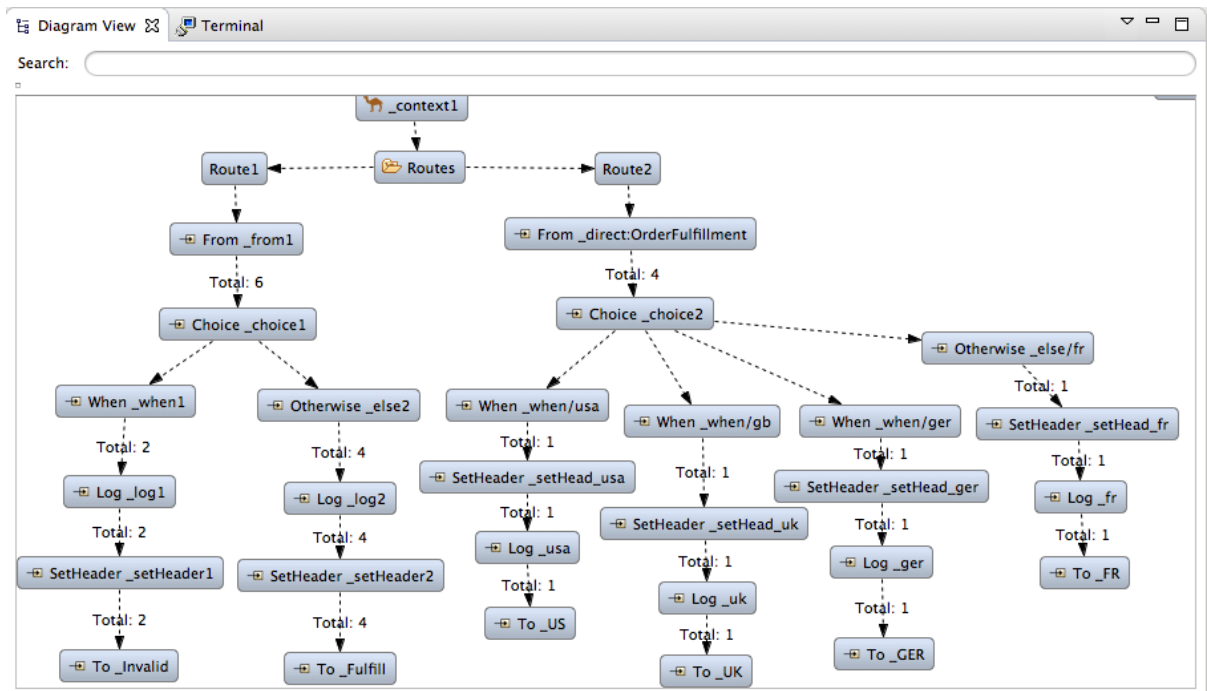 Diagram View
Terminal
Search:
_context1
Routes
Route1
Route2
From _from1
From _direct:OrderFulfillment
Total: 6
Total: 4
Choice _choice1
Choice _choice2
Otherwise _else/fr
When _when1
Otherwise _else2
When _when/usa
When _when/gb
When _when/ger
Total: 1
SetHeader _setHead_fr
Total: 2
Total: 4
Total: 1
Total: 1
Total: 1
Total: 1
Log _log1
Log _log2
SetHeader _setHead_usa
SetHeader _setHead_uk
SetHeader _setHead_ger
Log _fr
Total: 2
Total: 4
Total: 1
Total: 1
Total: 1
Total: 1
SetHeader _setHeader1
SetHeader _setHeader2
Log _usa
Log _uk
Log _ger
To _FR
Total: 2
Total: 4
Total: 1
Total: 1
Total: 1
To _Invalid
To _Fulfill
To _US
To _UK
To _GER